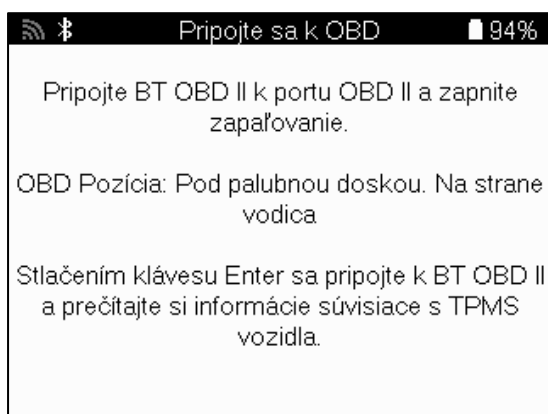 Pripojte sa k OBD 94%
Pripojte BT OBD II k portu OBD II a zapnite
zapaľovanie.
OBD Pozícia: Pod palubnou doskou. Na strane
vodica
Stlačením klávesu Enter sa pripojte k BT OBD II
a prečítajte si informácie súvisiace s TPMS
vozidla.